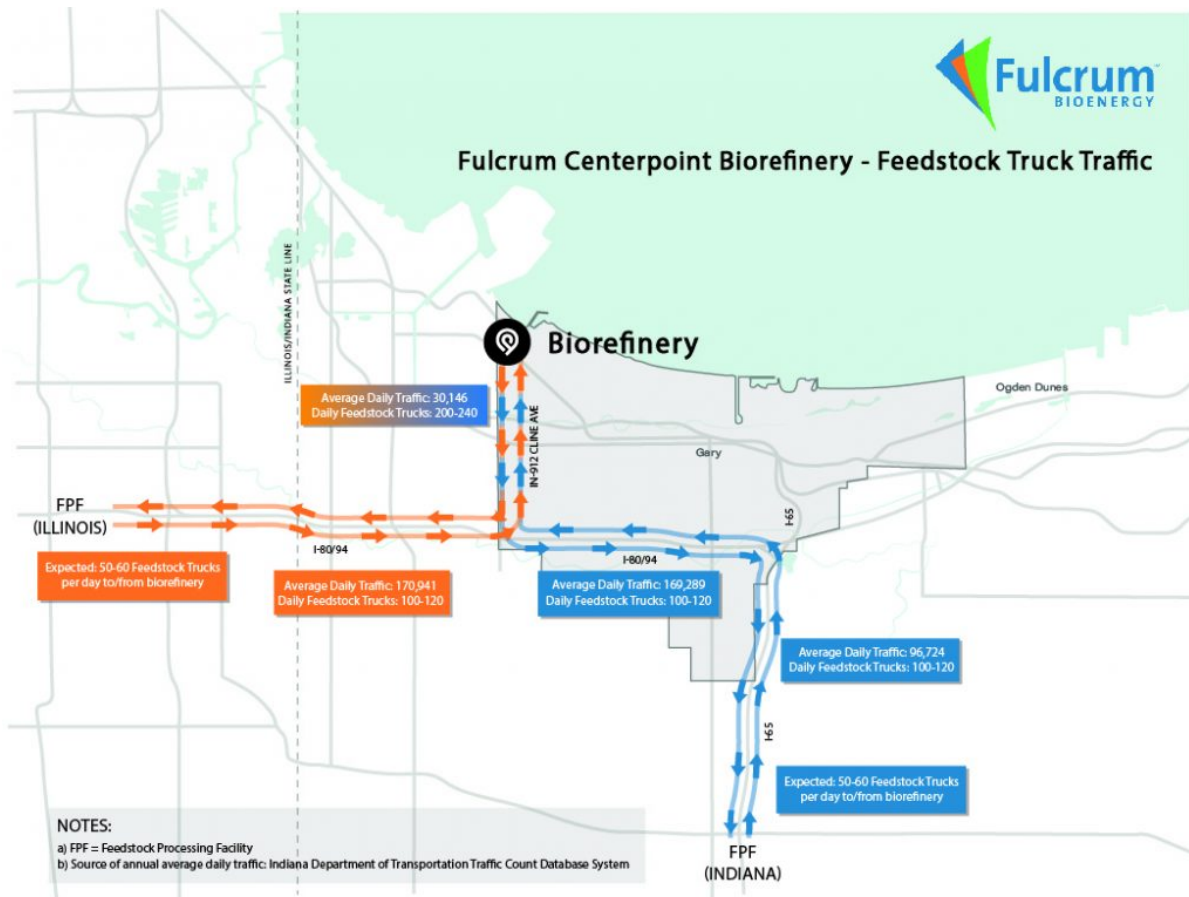 Fulcrum
BIOENERGY
Fulcrum Centerpoint Biorefinery - Feedstock Truck Traffic
ILLINOIS/INDIANA STATE LINE
Biorefinery
Ogden Dunes
Average Daily Traffic: 30,146
Daily Feedstock Trucks: 200-240
IN-912 CLINE AVE
Gary
FPF
(ILLINOIS)
I-65
I-80/94
I-80/94
Expected: 50-60 Feedstock Trucks
per day to/from biorefinery
Average Daily Traffic: 170,941
Daily Feedstock Trucks: 100-120
Average Daily Traffic: 169,289
Daily Feedstock Trucks: 100-120
Average Daily Traffic: 96,724
Daily Feedstock Trucks: 100-120
I-65
Expected: 50-60 Feedstock Trucks
per day to/from biorefinery
NOTES:
a) FPF = Feedstock Processing Facility
b) Source of annual average daily traffic: Indiana Department of Transportation Traffic Count Database System
FPF
(INDIANA)